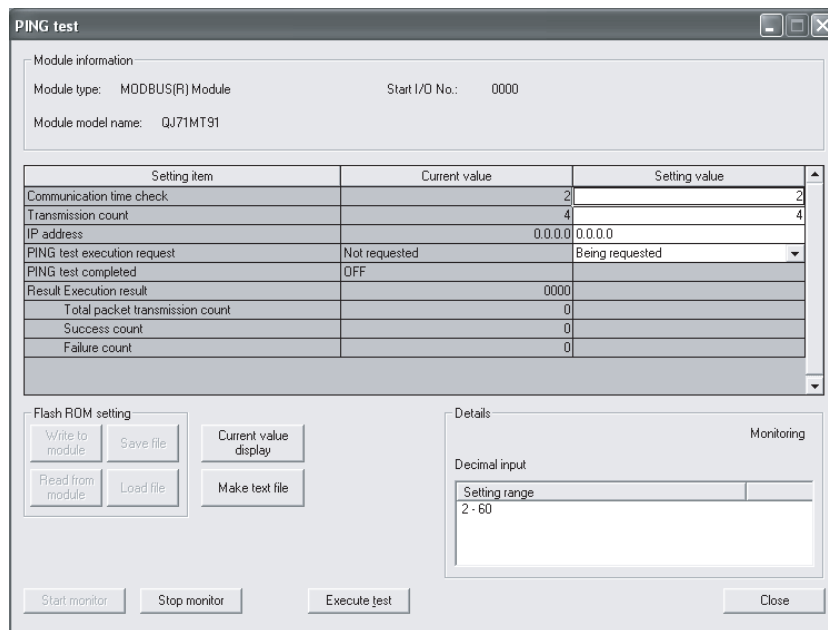 PING test
Module information
Module type: MODBUS(R) Module Start I/O No.: 0000
Module model name: QJ71MT91
Setting item Current value Setting value
Communication time check 2 2
Transmission count 4 4
IP address 0.0.0.0 0.0.0.0
PING test execution request Not requested Being requested
PING test completed OFF
Result Execution result 0000
Total packet transmission count 0
Success count 0
Failure count 0
Flash ROM setting
Write to module
Save file
Current value display
Read from module
Load file
Make text file
Details
Monitoring
Decimal input
Setting range
2 - 60
Start monitor Stop monitor Execute test Close